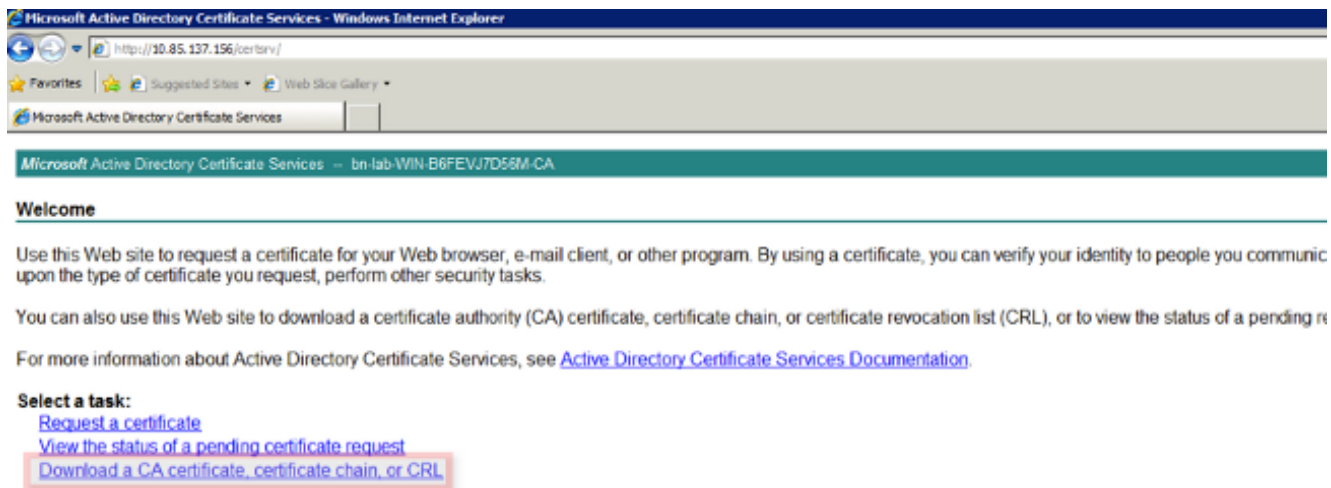 Microsoft Active Directory Certificate Services - Windows Internet Explorer
http://10.85.137.156/certsrv/
Favorites Suggested Sites Web Slice Gallery
Microsoft Active Directory Certificate Services
Microsoft Active Directory Certificate Services -- bn-lab-WIN-B6FEVJ7D56M-CA
Welcome
Use this Web site to request a certificate for your Web browser, e-mail client, or other program. By using a certificate, you can verify your identity to people you communic
upon the type of certificate you request, perform other security tasks.
You can also use this Web site to download a certificate authority (CA) certificate, certificate chain, or certificate revocation list (CRL), or to view the status of a pending re
For more information about Active Directory Certificate Services, see Active Directory Certificate Services Documentation.
Select a task:
Request a certificate
View the status of a pending certificate request
Download a CA certificate, certificate chain, or CRL